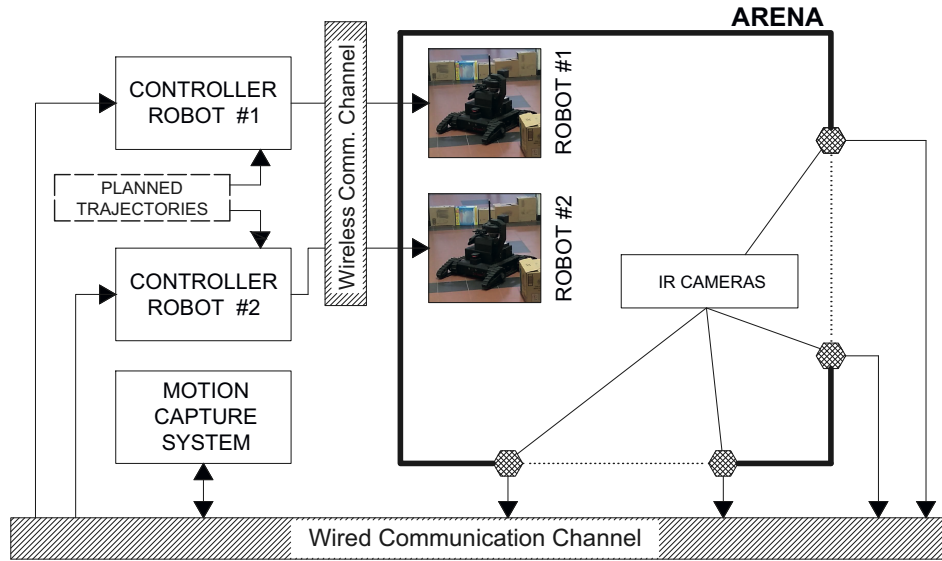 ARENA
CONTROLLER
ROBOT #1
Wireless Comm. Channel
ROBOT #1
PLANNED
TRAJECTORIES
ROBOT #2
CONTROLLER
ROBOT #2
IR CAMERAS
MOTION
CAPTURE
SYSTEM
Wired Communication Channel